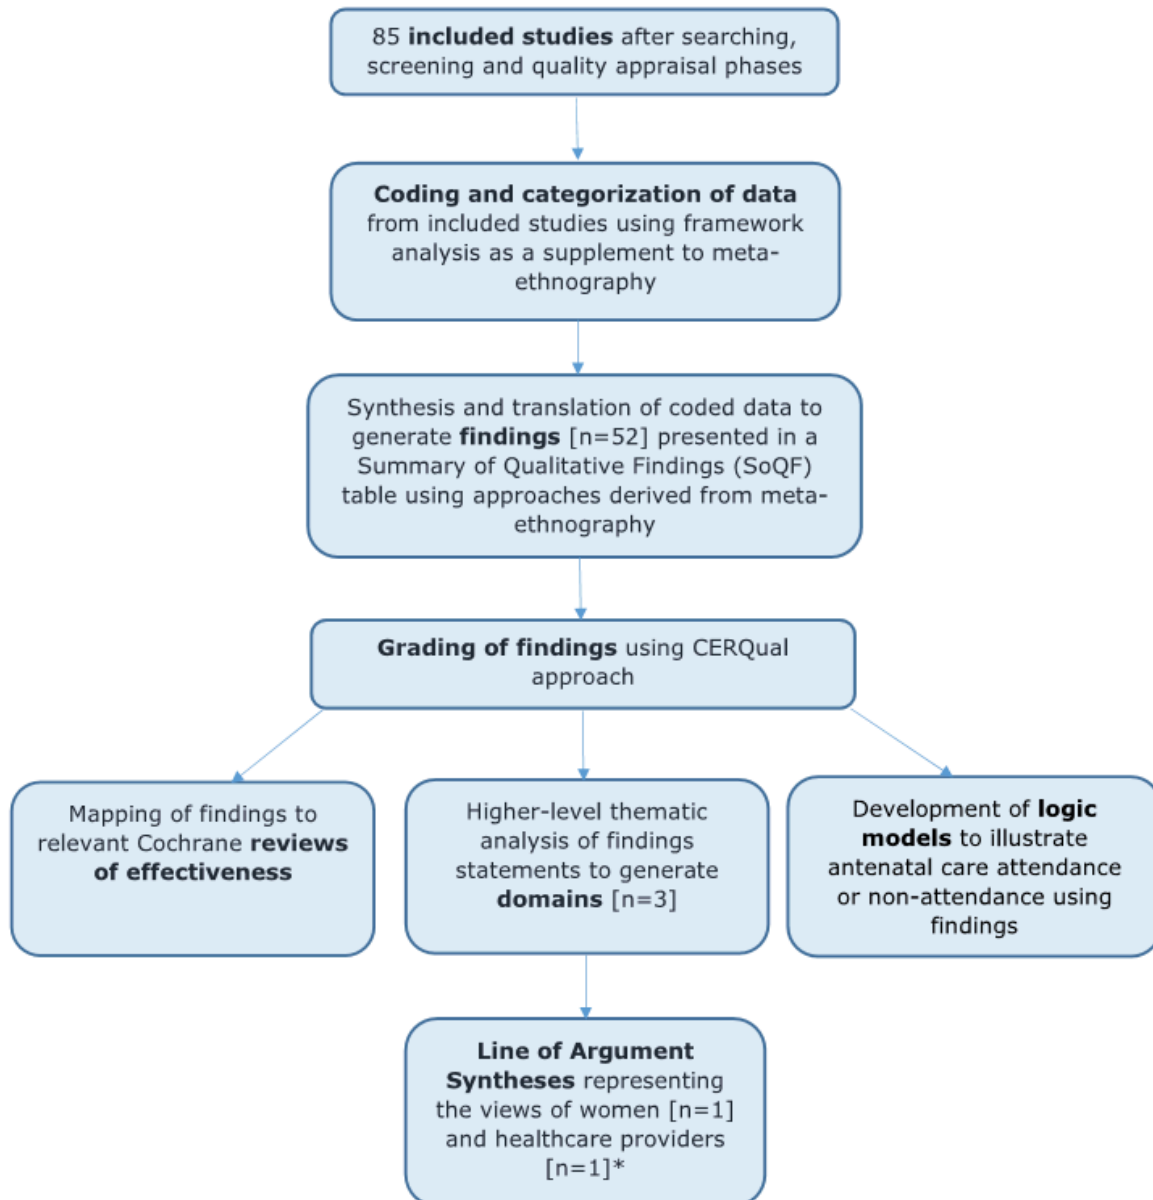 85 included studies after searching,
screening and quality appraisal phases
Coding and categorization of data
from included studies using framework
analysis as a supplement to meta-
ethnography
Synthesis and translation of coded data to
generate findings [n=52] presented in a
Summary of Qualitative Findings (SoQF)
table using approaches derived from meta-
ethnography
Grading of findings using CERQual
approach
Mapping of findings to
relevant Cochrane reviews
of effectiveness
Higher-level thematic
analysis of findings
statements to generate
domains [n=3]
Development of logic
models to illustrate
antenatal care attendance
or non-attendance using
findings
Line of Argument
Syntheses representing
the views of women [n=1]
and healthcare providers
[n=1]*